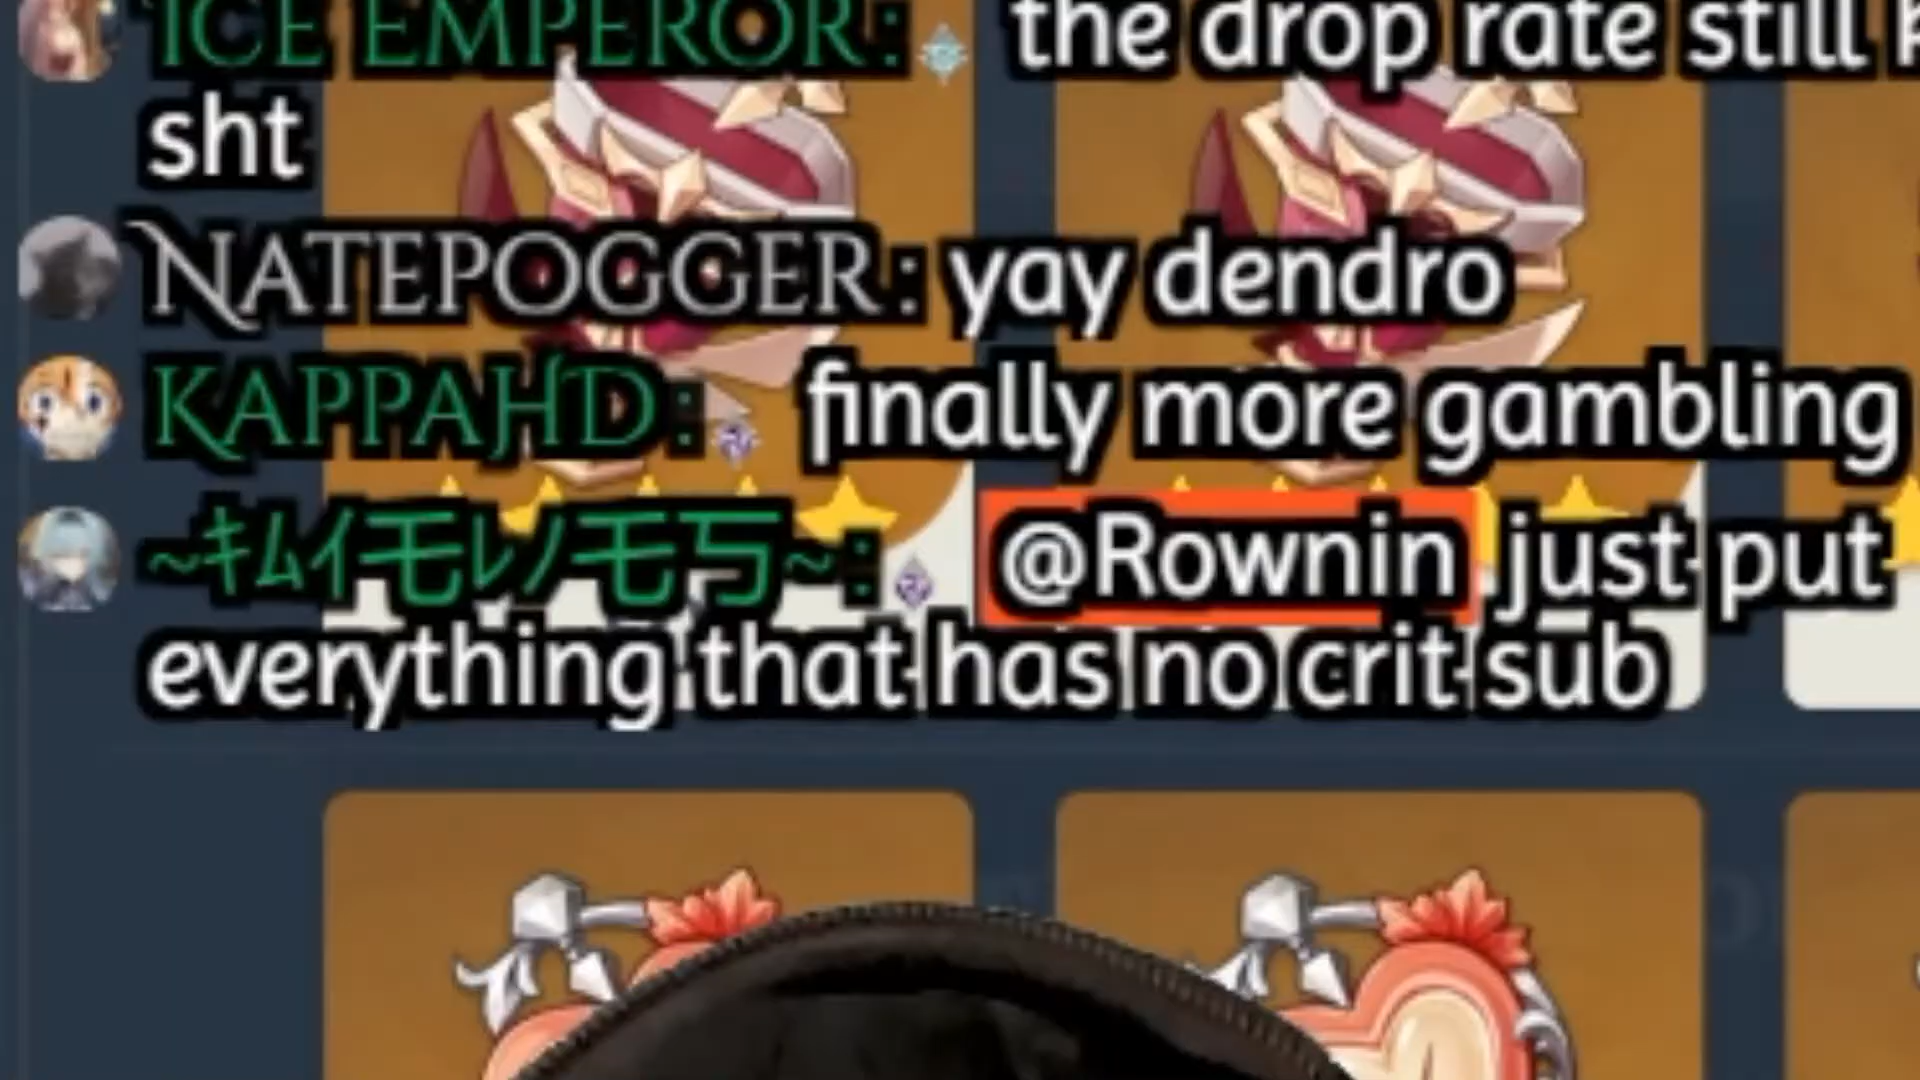 ICE EMPEROR: the drop rate still
sht
NATEPOGGER: yay dendro
KAPPAHD: finally more gambling
~ｷﾑｲモﾚﾉモ丂~: @Rownin just put
everything that has no crit sub